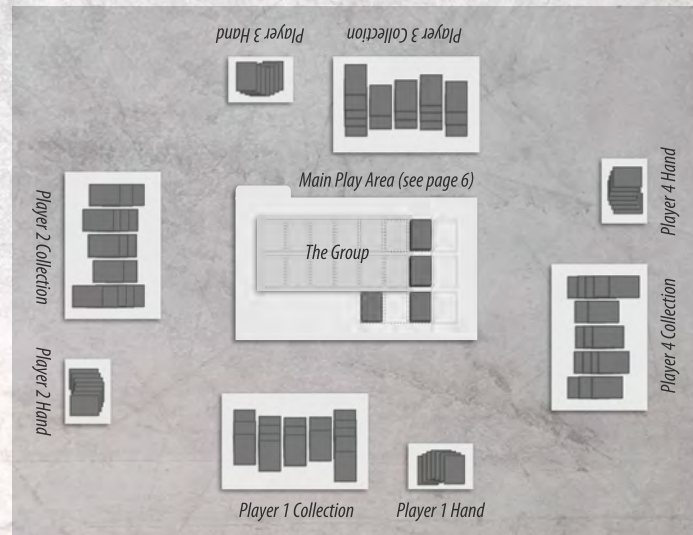 Player 3 Hand
Player 3 Collection
Main Play Area (see page 6)
The Group
Player 2 Collection
Player 2 Hand
Player 4 Hand
Player 4 Collection
Player 1 Collection
Player 1 Hand